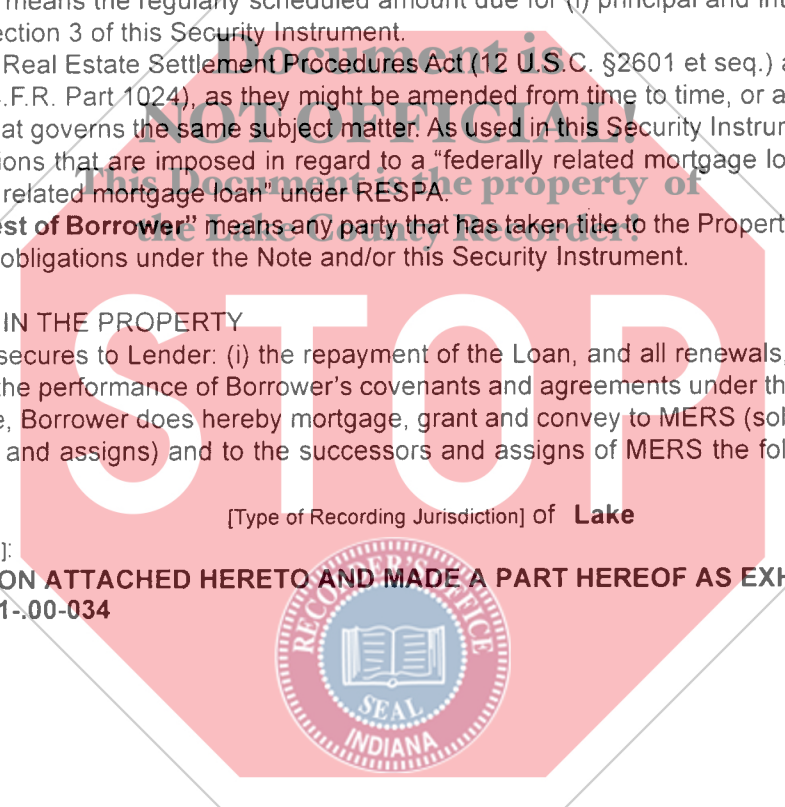 means the regularly scheduled amount due for (i) principal and
ection 3 of this Security Instrument.
Document is
Real Estate Settlement Procedures Act (12 U.S.C. §2601 et seq.)
.F.R. Part 1024), as they might be amended from time to time, or
NOT OFFICIAL!
at governs the same subject matter. As used in this Security Instrum
ions that are imposed in regard to a “federally related mortgage lo
This Document is the property of
related mortgage loan” under RESPA.
est of Borrower” means any party that has taken title to the Propert
the Lake County Recorder!
obligations under the Note and/or this Security Instrument.
IN THE PROPERTY
secures to Lender: (i) the repayment of the Loan, and all renewals,
the performance of Borrower’s covenants and agreements under th
e, Borrower does hereby mortgage, grant and convey to MERS (sol
and assigns) and to the successors and assigns of MERS the fol
STOP
[Type of Recording Jurisdiction] of Lake
]:
ON ATTACHED HERETO AND MADE A PART HEREOF AS EXH
1-.00-034
RECORDER'S OFFICE
SEAL
INDIANA